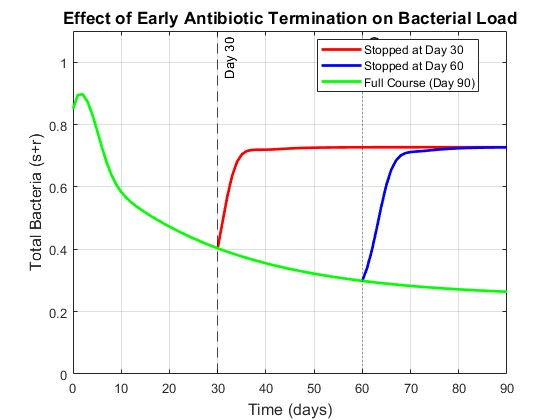 Effect of Early Antibiotic Termination on Bacterial Load
Total Bacteria (s+r)
1
0.8
0.6
0.4
0.2
0
Day 30
Stopped at Day 30
Stopped at Day 60
Full Course (Day 90)
0 10 20 30 40 50 60 70 80 90
Time (days)